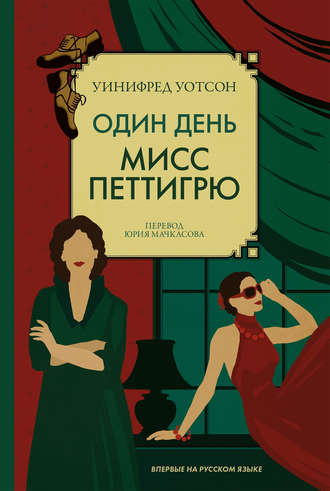 УИНИФРЕД УОТСОН
ОДИН ДЕНЬ
МИСС
ПЕТТИГРЮ
ПЕРЕВОД
ЮРИЯ МАЧКАСОВА
ВПЕРВЫЕ НА РУССКОМ ЯЗЫКЕ